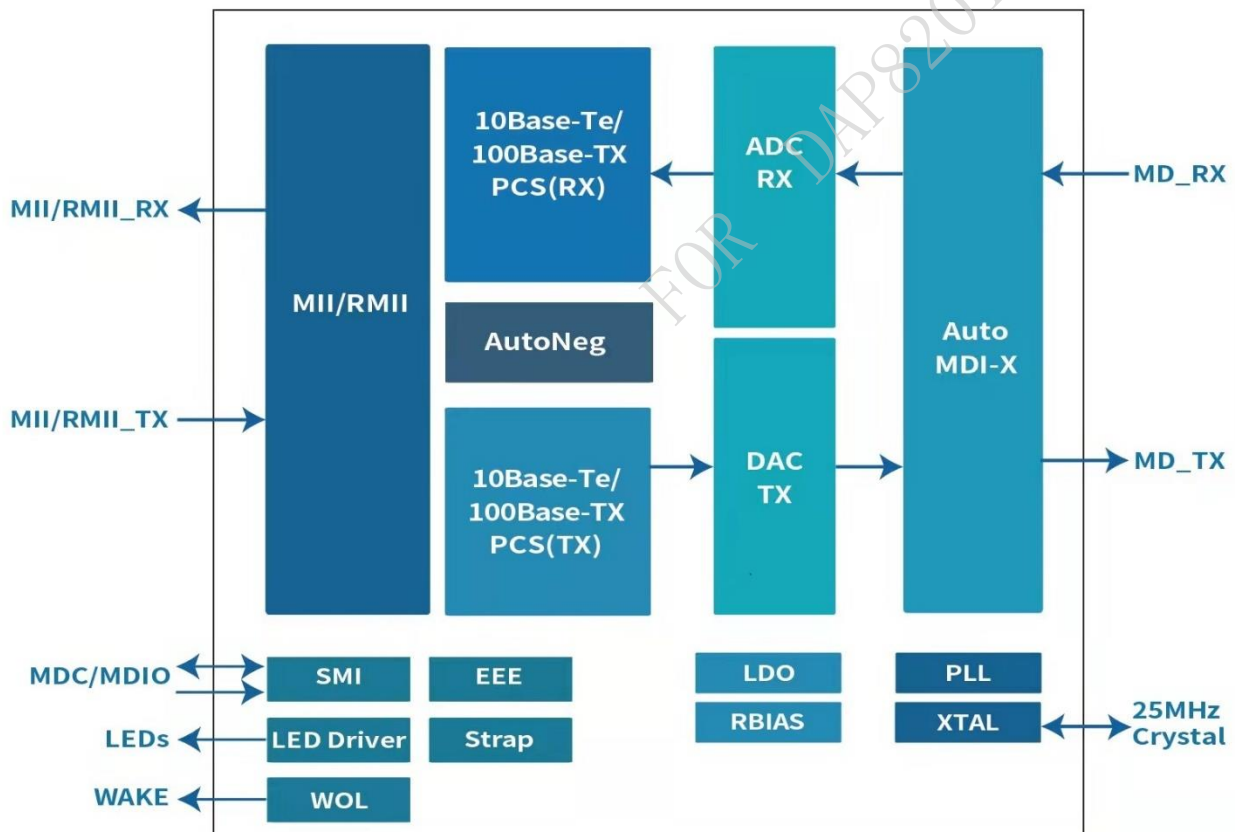 FOR DAP8201
10Base-Te/
100Base-TX
PCS(RX)
ADC
RX
MD_RX
MII/RMII_RX
MII/RMII
AutoNeg
Auto
MDI-X
MII/RMII_TX
10Base-Te/
100Base-TX
PCS(TX)
DAC
TX
MD_TX
MDC/MDIO
SMI
EEE
LDO
PLL
LEDs
LED Driver
Strap
RBIAS
XTAL
25MHz
Crystal
WAKE
WOL